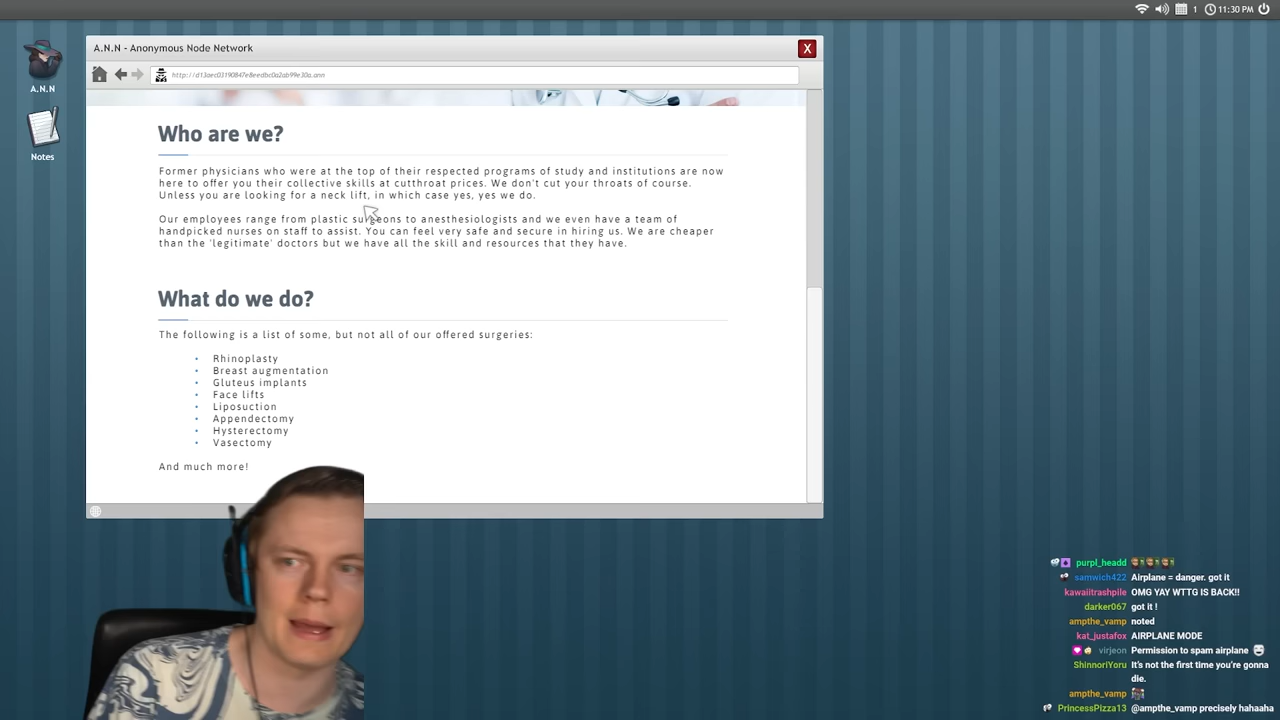 1 11:30 PM
A.N.N
Notes
A.N.N - Anonymous Node Network
X
http://d13aec03190847e8eedbc0a2ab99e30a.ann
Who are we?
Former physicians who were at the top of their respected programs of study and institutions are now
here to offer you their collective skills at cutthroat prices. We don't cut your throats of course.
Unless you are looking for a neck lift, in which case yes, yes we do.
Our employees range from plastic surgeons to anesthesiologists and we even have a team of
handpicked nurses on staff to assist. You can feel very safe and secure in hiring us. We are cheaper
than the 'legitimate' doctors but we have all the skill and resources that they have.
What do we do?
The following is a list of some, but not all of our offered surgeries:
• Rhinoplasty
• Breast augmentation
• Gluteus implants
• Face lifts
• Liposuction
• Appendectomy
• Hysterectomy
• Vasectomy
And much more!
purpl_headd
samwich422 Airplane = danger. got it
kawaiitrashpile OMG YAY WTTG IS BACK!!
darker067 got it !
ampthe_vamp noted
kat_justafox AIRPLANE MODE
virjeon Permission to spam airplane
ShinnoriYoru It's not the first time you're gonna
die.
ampthe_vamp
PrincessPizza13 @ampthe_vamp precisely hahaaha